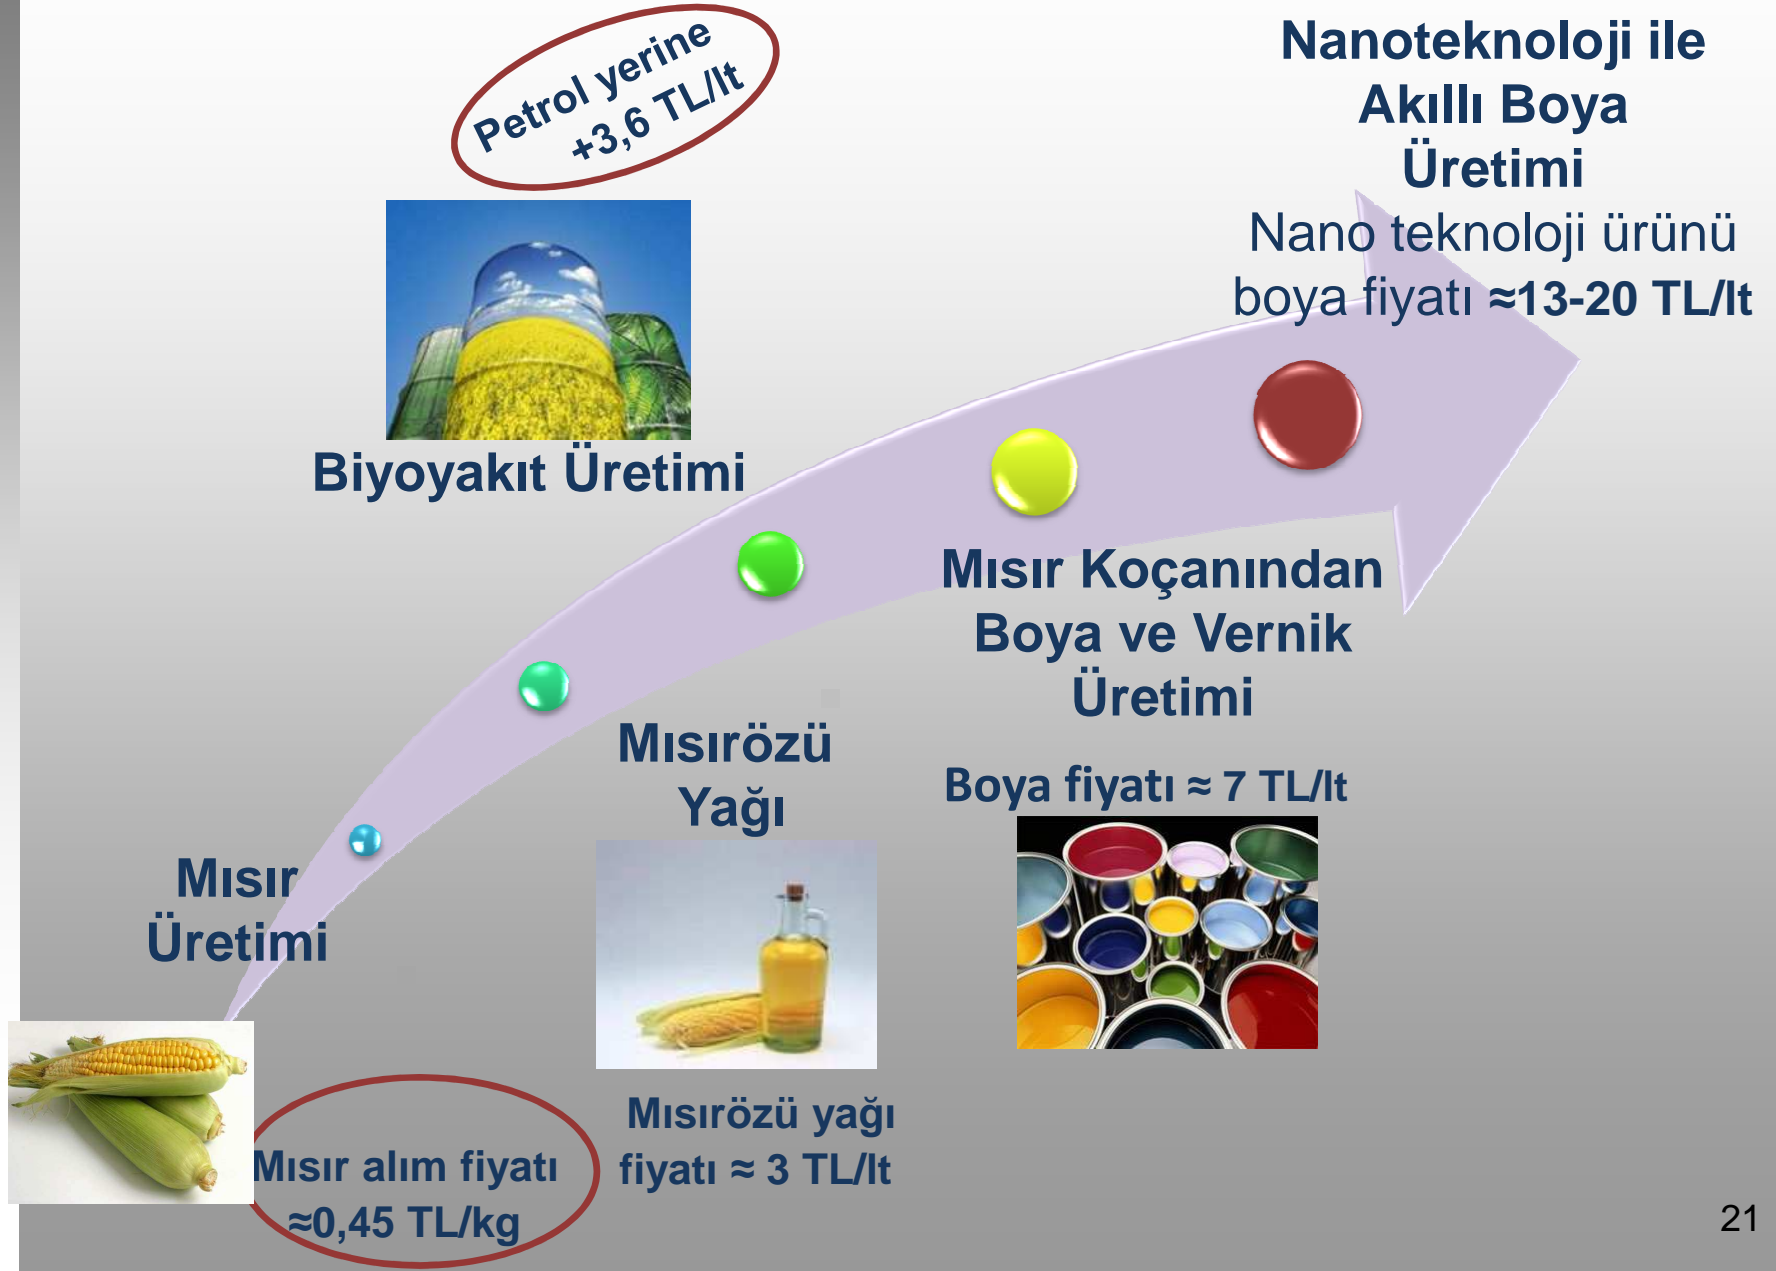 Petrol yerine
+3,6 TL/lt
Nanoteknoloji ile
Akıllı Boya
Üretimi
Nano teknoloji ürünü
boya fiyatı ≈13-20 TL/lt
Biyoyakıt Üretimi
Mısır Koçanından
Boya ve Vernik
Üretimi
Boya fiyatı ≈ 7 TL/lt
Mısırözü
Yağı
Mısır
Üretimi
Mısırözü yağı
fiyatı ≈ 3 TL/lt
Mısır alım fiyatı
≈0,45 TL/kg
21